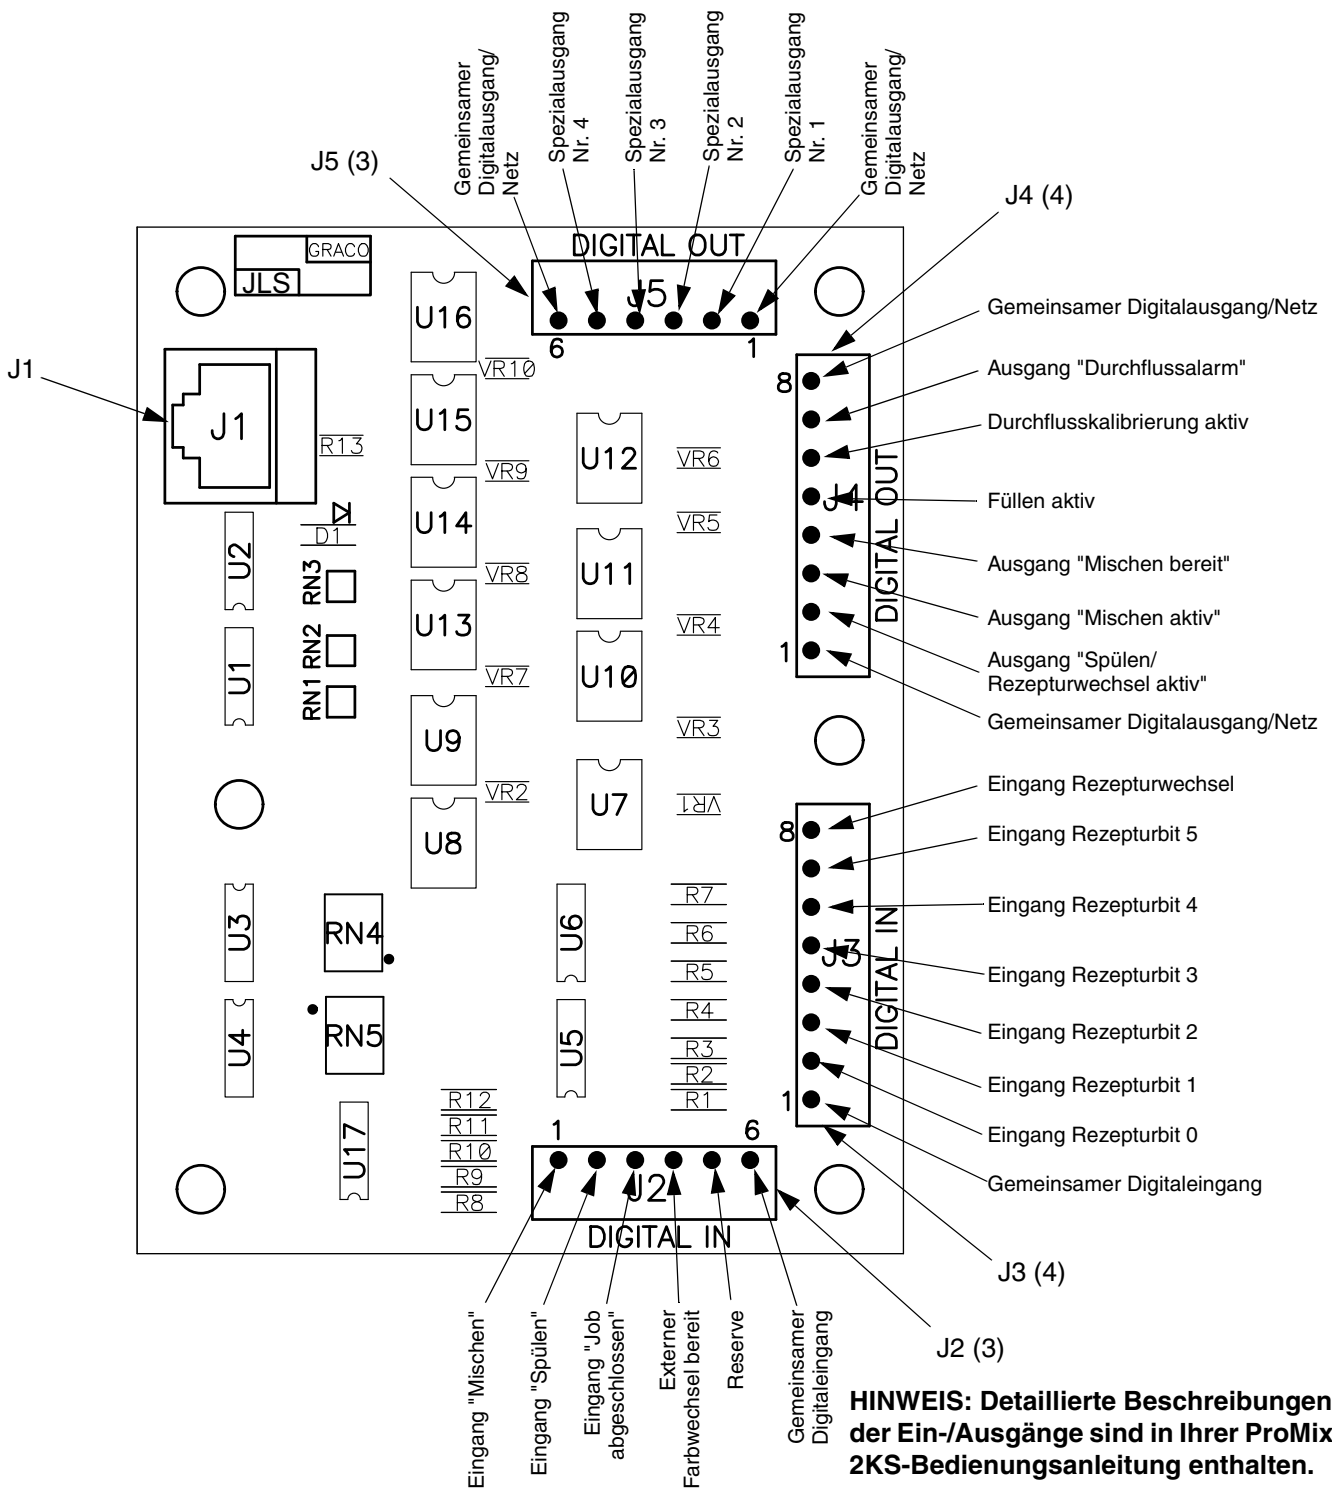 Gemeinsamer
Digitalausgang/
Netz
Spezialausgang
Nr. 4
Spezialausgang
Nr. 3
Spezialausgang
Nr. 2
Spezialausgang
Nr. 1
Gemeinsamer
Digitalausgang/
Netz
J5 (3)
J4 (4)
GRACO
JLS
DIGITAL OUT
J5
6
1
J1
J1
R13
D1
U2
U1
RN3
RN2
RN1
U16
VR10
U15
VR9
U14
VR8
U13
VR7
U9
VR2
U8
U12
VR6
VR5
U11
VR4
U10
VR3
U7
VR1
8
J4
DIGITAL OUT
1
Gemeinsamer Digitalausgang/Netz
Ausgang "Durchflussalarm"
Durchflusskalibrierung aktiv
Füllen aktiv
Ausgang "Mischen bereit"
Ausgang "Mischen aktiv"
Ausgang "Spülen/
Rezepturwechsel aktiv"
Gemeinsamer Digitalausgang/Netz
8
J3
DIGITAL IN
1
Eingang Rezepturwechsel
Eingang Rezepturbit 5
Eingang Rezepturbit 4
Eingang Rezepturbit 3
Eingang Rezepturbit 2
Eingang Rezepturbit 1
Eingang Rezepturbit 0
Gemeinsamer Digitaleingang
U3
U4
RN4
RN5
U17
U6
U5
R7
R6
R5
R4
R3
R2
R1
R12
R11
R10
R9
R8
1
6
J2
DIGITAL IN
J3 (4)
J2 (3)
Eingang "Mischen"
Eingang "Spülen"
Eingang "Job
abgeschlossen"
Externer
Farbwechsel bereit
Reserve
Gemeinsamer
Digitaleingang
HINWEIS: Detaillierte Beschreibungen
der Ein-/Ausgänge sind in Ihrer ProMix
2KS-Bedienungsanleitung enthalten.